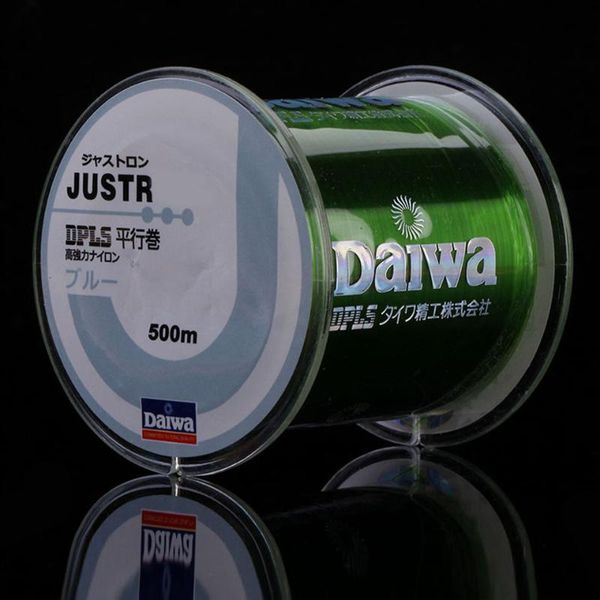 ジャストロン
JUSTR
DPLS 平行巻
高強力ナイロン
ブルー
500m
Daiwa
Daiwa
DPLS ダイワ精工株式会社
Daiwa